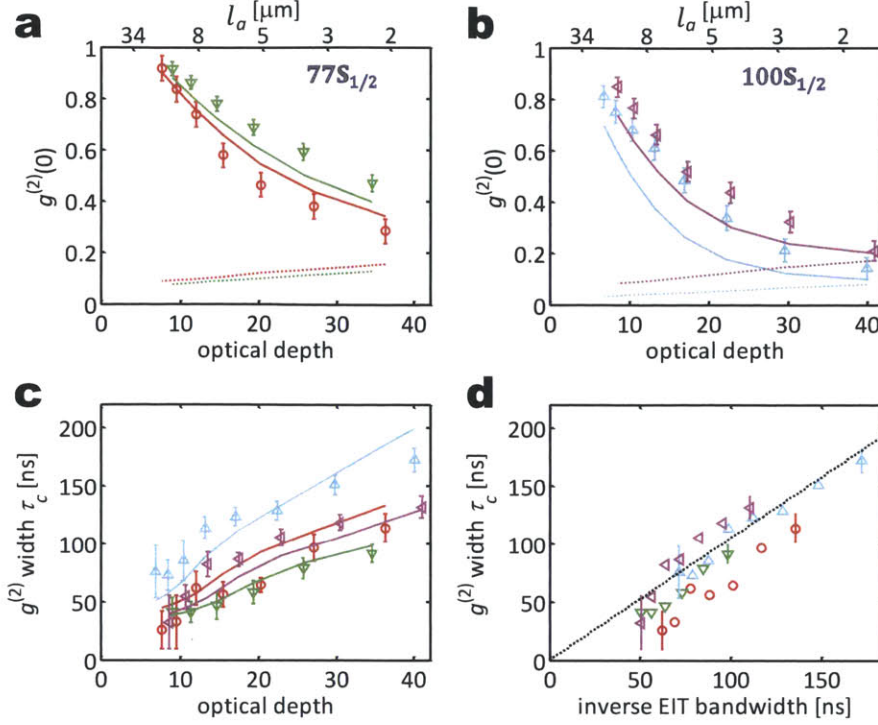 a
l_a [μm]
34 8 5 3 2
g^(2)(0)
1
0.8
0.6
0.4
0.2
0
77S_1/2
0 10 20 30 40
optical depth
b
l_a [μm]
34 8 5 3 2
g^(2)(0)
1
0.8
0.6
0.4
0.2
0
100S_1/2
0 10 20 30 40
optical depth
c
g^(2) width τ_c [ns]
200
150
100
50
0
0 10 20 30 40
optical depth
d
g^(2) width τ_c [ns]
200
150
100
50
0
0 50 100 150
inverse EIT bandwidth [ns]